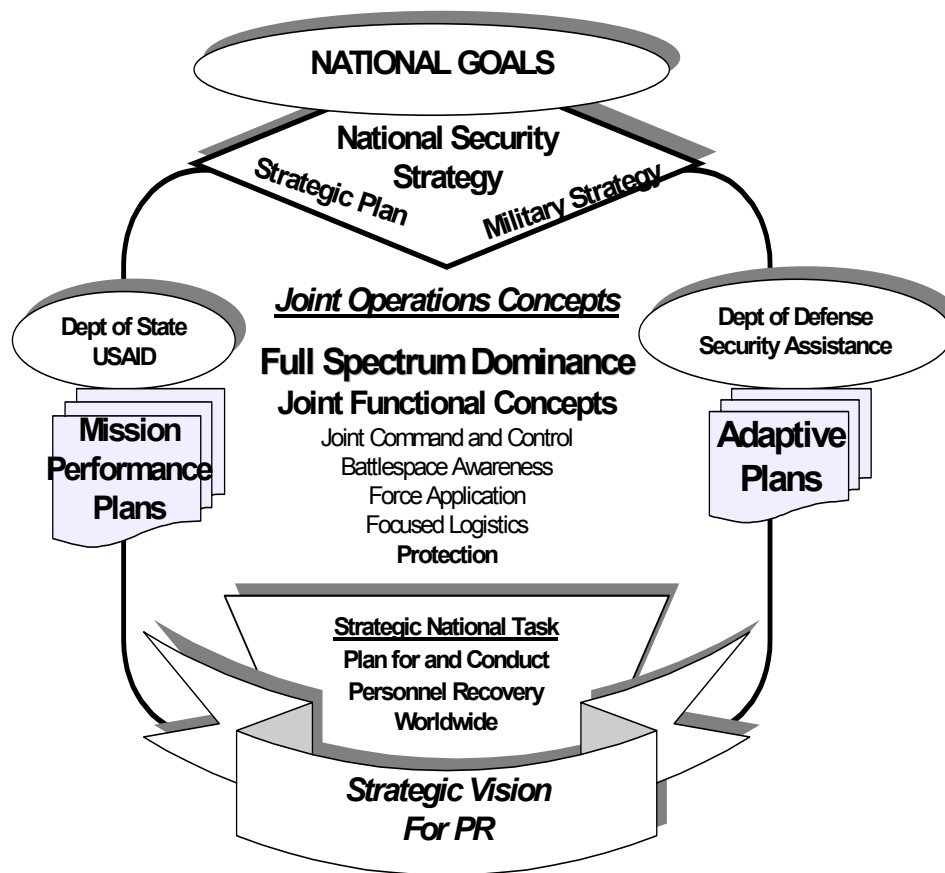 NATIONAL GOALS
National Security
Strategy
Strategic Plan
Military Strategy
Joint Operations Concepts
Dept of State
USAID
Dept of Defense
Security Assistance
Full Spectrum Dominance
Joint Functional Concepts
Joint Command and Control
Battlespace Awareness
Force Application
Focused Logistics
Protection
Mission
Performance
Plans
Adaptive
Plans
Strategic National Task
Plan for and Conduct
Personnel Recovery
Worldwide
Strategic Vision
For PR